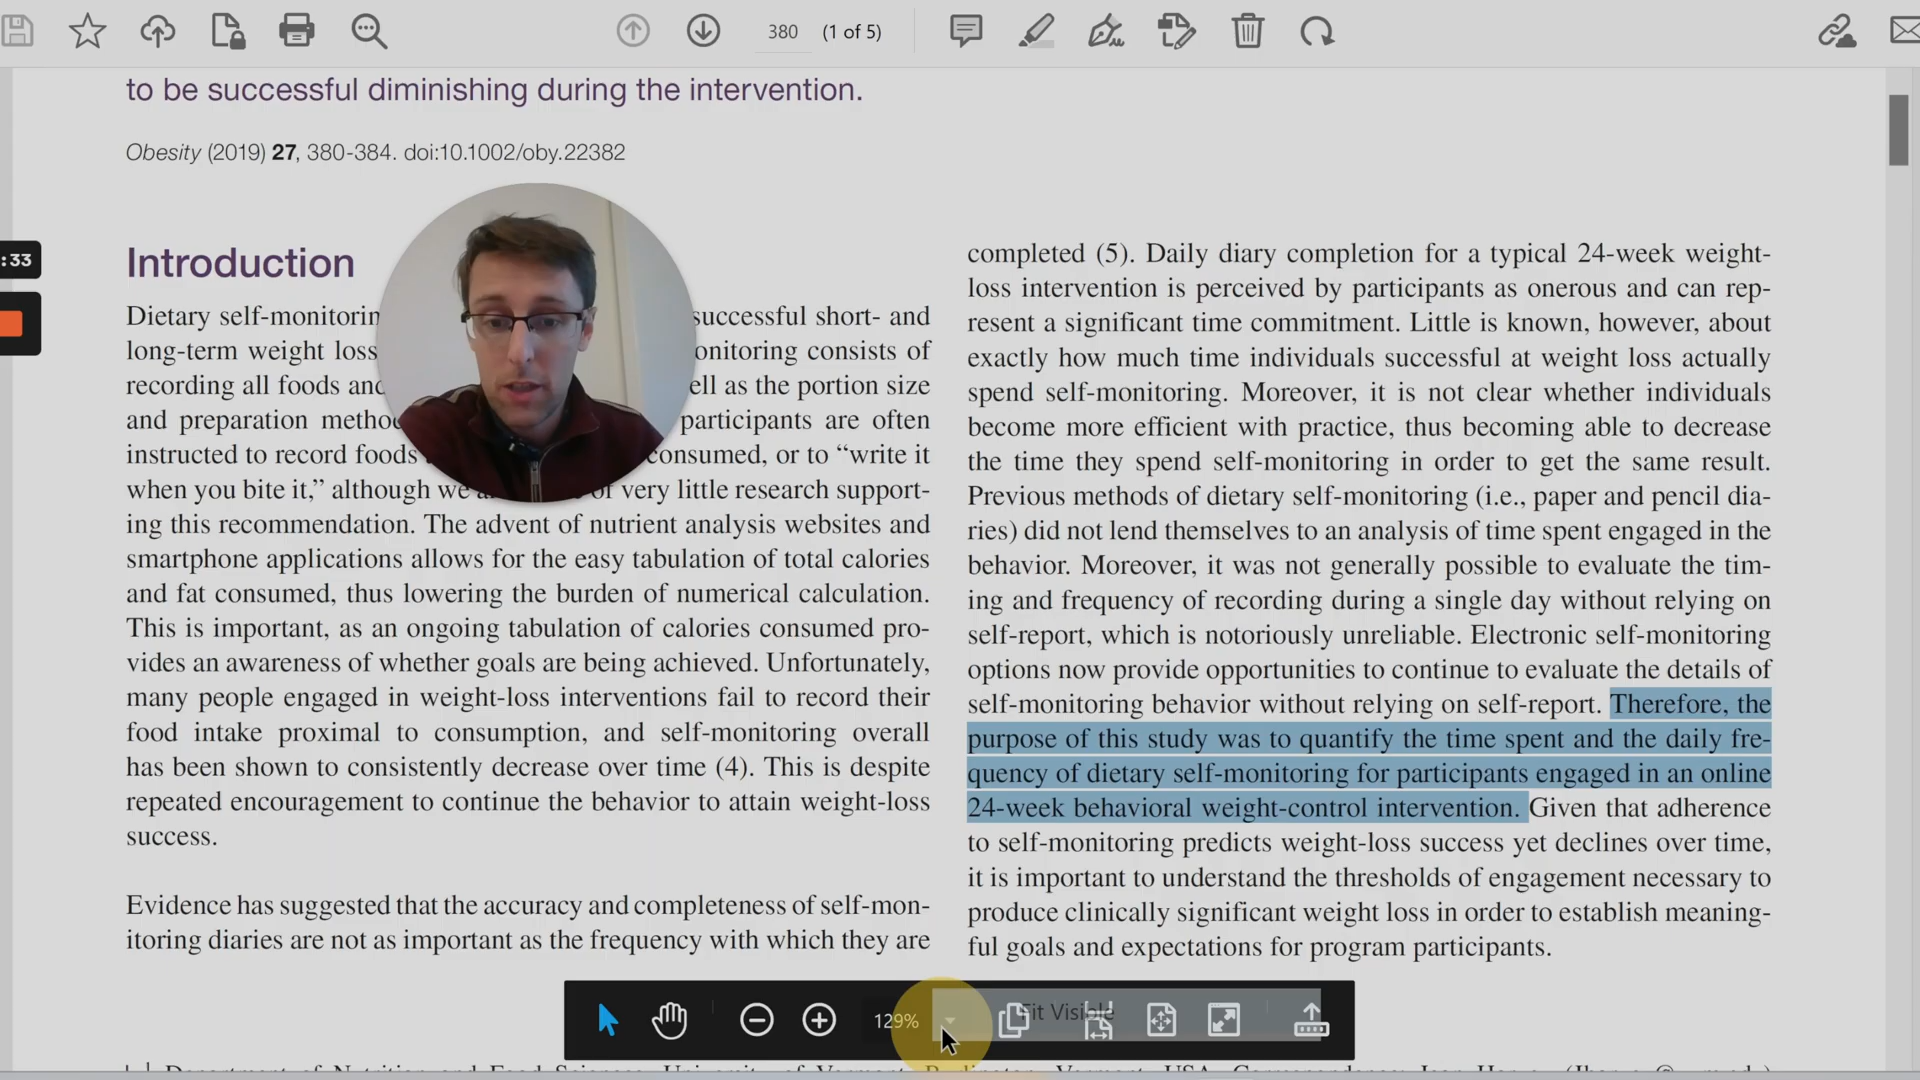 380 (1 of 5)
to be successful diminishing during the intervention.
Obesity (2019) 27, 380-384. doi:10.1002/oby.22382
:33
Introduction
Dietary self-monitorin successful short- and
long-term weight loss onitoring consists of
recording all foods and ell as the portion size
and preparation metho participants are often
instructed to record foods consumed, or to “write it
when you bite it,” although we of very little research support-
ing this recommendation. The advent of nutrient analysis websites and
smartphone applications allows for the easy tabulation of total calories
and fat consumed, thus lowering the burden of numerical calculation.
This is important, as an ongoing tabulation of calories consumed pro-
vides an awareness of whether goals are being achieved. Unfortunately,
many people engaged in weight-loss interventions fail to record their
food intake proximal to consumption, and self-monitoring overall
has been shown to consistently decrease over time (4). This is despite
repeated encouragement to continue the behavior to attain weight-loss
success.
Evidence has suggested that the accuracy and completeness of self-mon-
itoring diaries are not as important as the frequency with which they are
completed (5). Daily diary completion for a typical 24-week weight-
loss intervention is perceived by participants as onerous and can rep-
resent a significant time commitment. Little is known, however, about
exactly how much time individuals successful at weight loss actually
spend self-monitoring. Moreover, it is not clear whether individuals
become more efficient with practice, thus becoming able to decrease
the time they spend self-monitoring in order to get the same result.
Previous methods of dietary self-monitoring (i.e., paper and pencil dia-
ries) did not lend themselves to an analysis of time spent engaged in the
behavior. Moreover, it was not generally possible to evaluate the tim-
ing and frequency of recording during a single day without relying on
self-report, which is notoriously unreliable. Electronic self-monitoring
options now provide opportunities to continue to evaluate the details of
self-monitoring behavior without relying on self-report. Therefore, the
purpose of this study was to quantify the time spent and the daily fre-
quency of dietary self-monitoring for participants engaged in an online
24-week behavioral weight-control intervention. Given that adherence
to self-monitoring predicts weight-loss success yet declines over time,
it is important to understand the thresholds of engagement necessary to
produce clinically significant weight loss in order to establish meaning-
ful goals and expectations for program participants.
129% Fit Visible